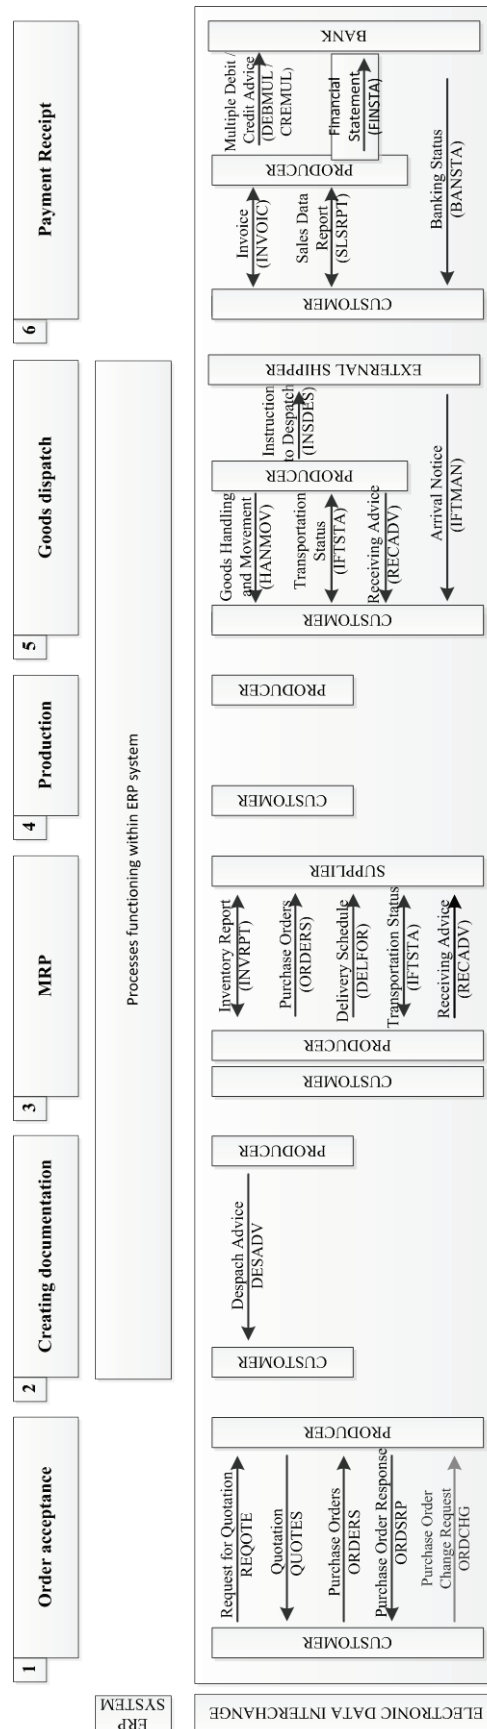 1
Order acceptance
2
Creating documentation
3
MRP
4
Production
5
Goods dispatch
6
Payment Receipt
ERP
SYSTEM
Processes functioning within ERP system
ELECTRONIC DATA INTERCHANGE
CUSTOMER
Request for Quotation
REQOTE
Quotation
QUOTES
Purchase Orders
ORDERS
Purchase Order Response
ORDSRP
Purchase Order
Change Request
ORDCHG
PRODUCER
CUSTOMER
Despach Advice
DESADV
PRODUCER
CUSTOMER
PRODUCER
Inventory Report
(INVRPT)
Purchase Orders
(ORDERS)
Delivery Schedule
(DELFOR)
Transportation Status
(IFTSTA)
Receiving Advice
(RECADV)
SUPPLIER
CUSTOMER
PRODUCER
CUSTOMER
Goods Handling
and Movement
(HANMOV)
Transportation
Status
(IFTSTA)
Receiving Advice
(RECADV)
PRODUCER
Instruction
to Despatch
(INSDES)
Arrival Notice
(IFTMAN)
EXTERNAL SHIPPER
CUSTOMER
Invoice
(INVOIC)
Sales Data
Report
(SLSRPT)
PRODUCER
Multiple Debit /
Credit Advice
(DEBMUL /
CREMUL)
Financial
Statement
(FINSTA)
Banking Status
(BANSTA)
BANK